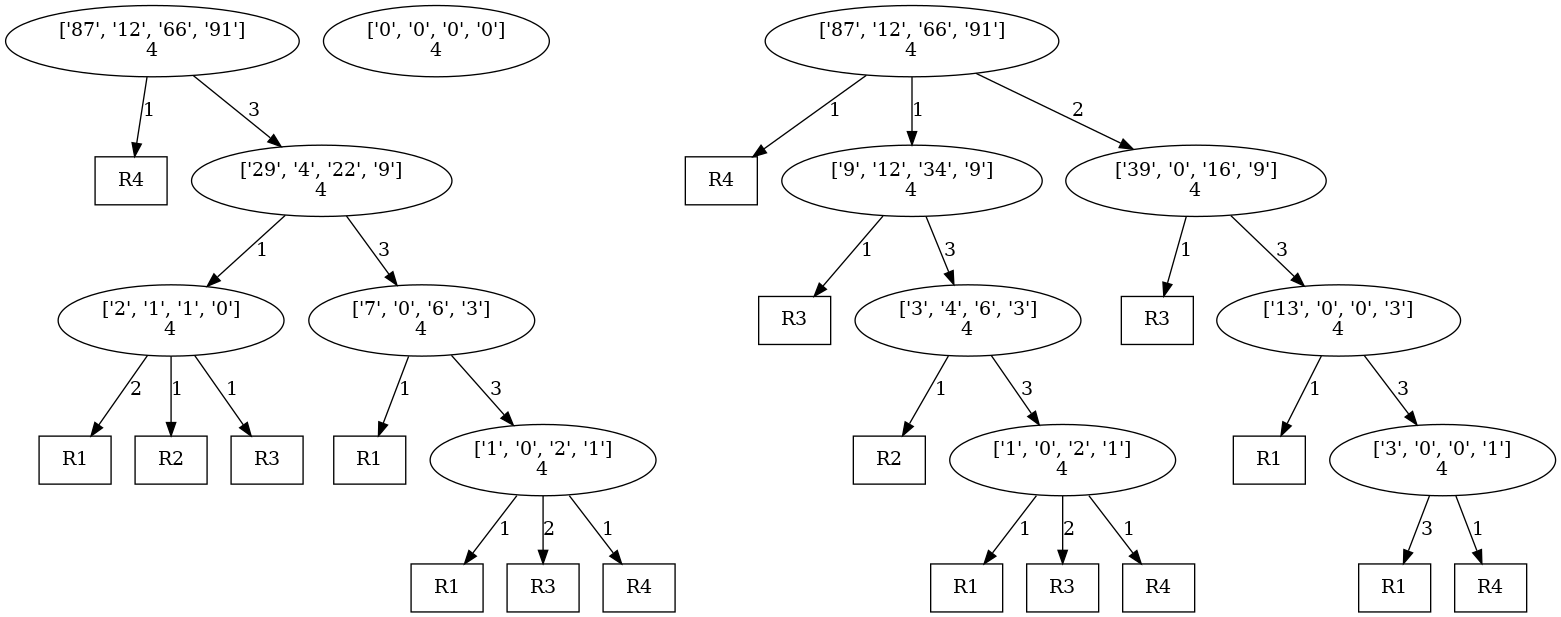 ['87', '12', '66', '91']
4
['0', '0', '0', '0']
4
['87', '12', '66', '91']
4
1
3
1
1
2
R4
['29', '4', '22', '9']
4
R4
['9', '12', '34', '9']
4
['39', '0', '16', '9']
4
1
3
1
3
1
3
['2', '1', '1', '0']
4
['7', '0', '6', '3']
4
R3
['3', '4', '6', '3']
4
R3
['13', '0', '0', '3']
4
2
1
1
1
3
1
3
1
3
R1
R2
R3
R1
['1', '0', '2', '1']
4
R2
['1', '0', '2', '1']
4
R1
['3', '0', '0', '1']
4
1
2
1
1
2
1
3
1
R1
R3
R4
R1
R3
R4
R1
R4